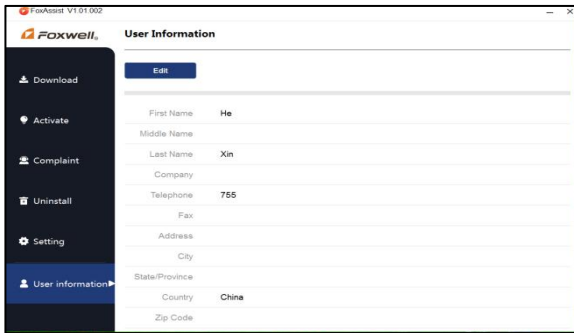 FoxAssist V1.01.002
FOXWELL
User Information
Download
Edit
Activate
First Name He
Middle Name
Complaint
Last Name Xin
Company
Uninstall
Telephone 755
Fax
Setting
Address
City
State/Province
User information
Country China
Zip Code